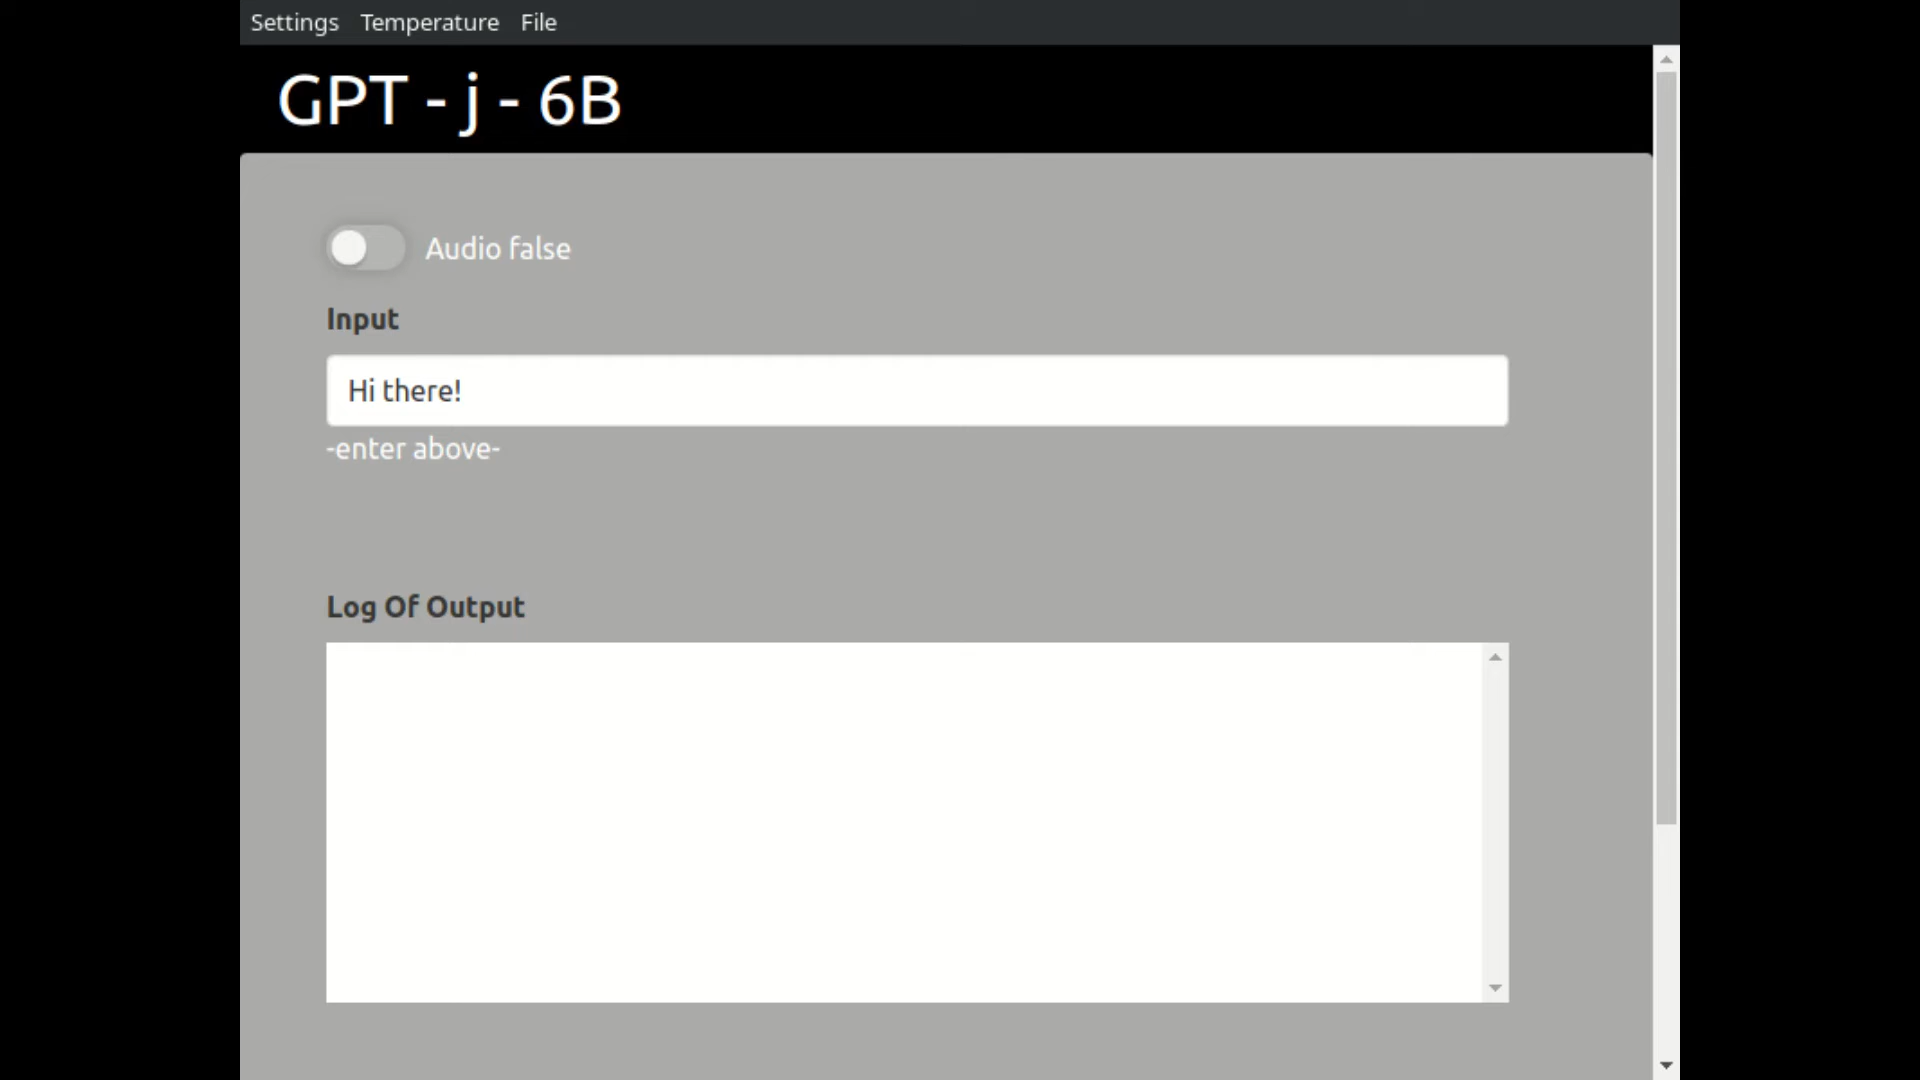 Settings Temperature File
GPT - j - 6B
Audio false
Input
Hi there!
-enter above-
Log Of Output